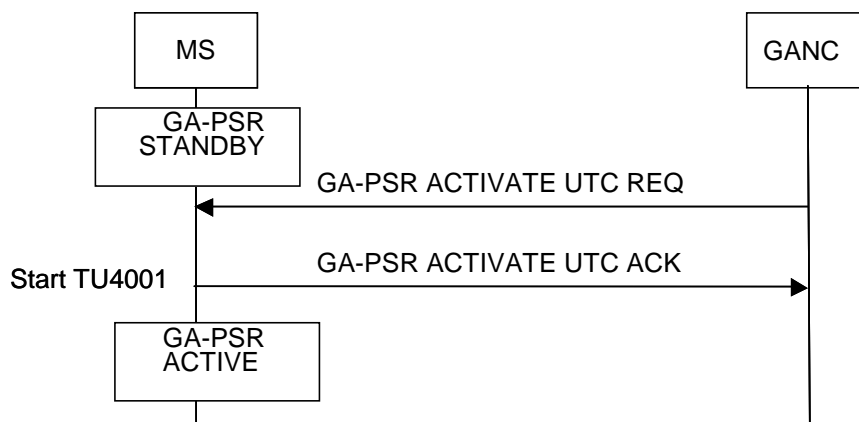 MS
GANC
GA-PSR
STANDBY
GA-PSR ACTIVATE UTC REQ
GA-PSR ACTIVATE UTC ACK
Start TU4001
GA-PSR
ACTIVE